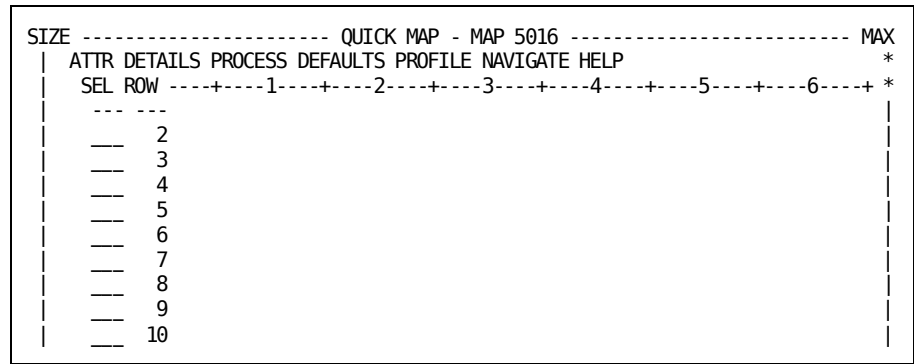 SIZE ----------------------- QUICK MAP - MAP 5016 -------------------------- MAX
| ATTR DETAILS PROCESS DEFAULTS PROFILE NAVIGATE HELP *
| SEL ROW ----+----1----+----2----+----3----+----4----+----5----+----6----+ *
| --- --- |
| ___ 2 |
| ___ 3 |
| ___ 4 |
| ___ 5 |
| ___ 6 |
| ___ 7 |
| ___ 8 |
| ___ 9 |
| ___ 10 |